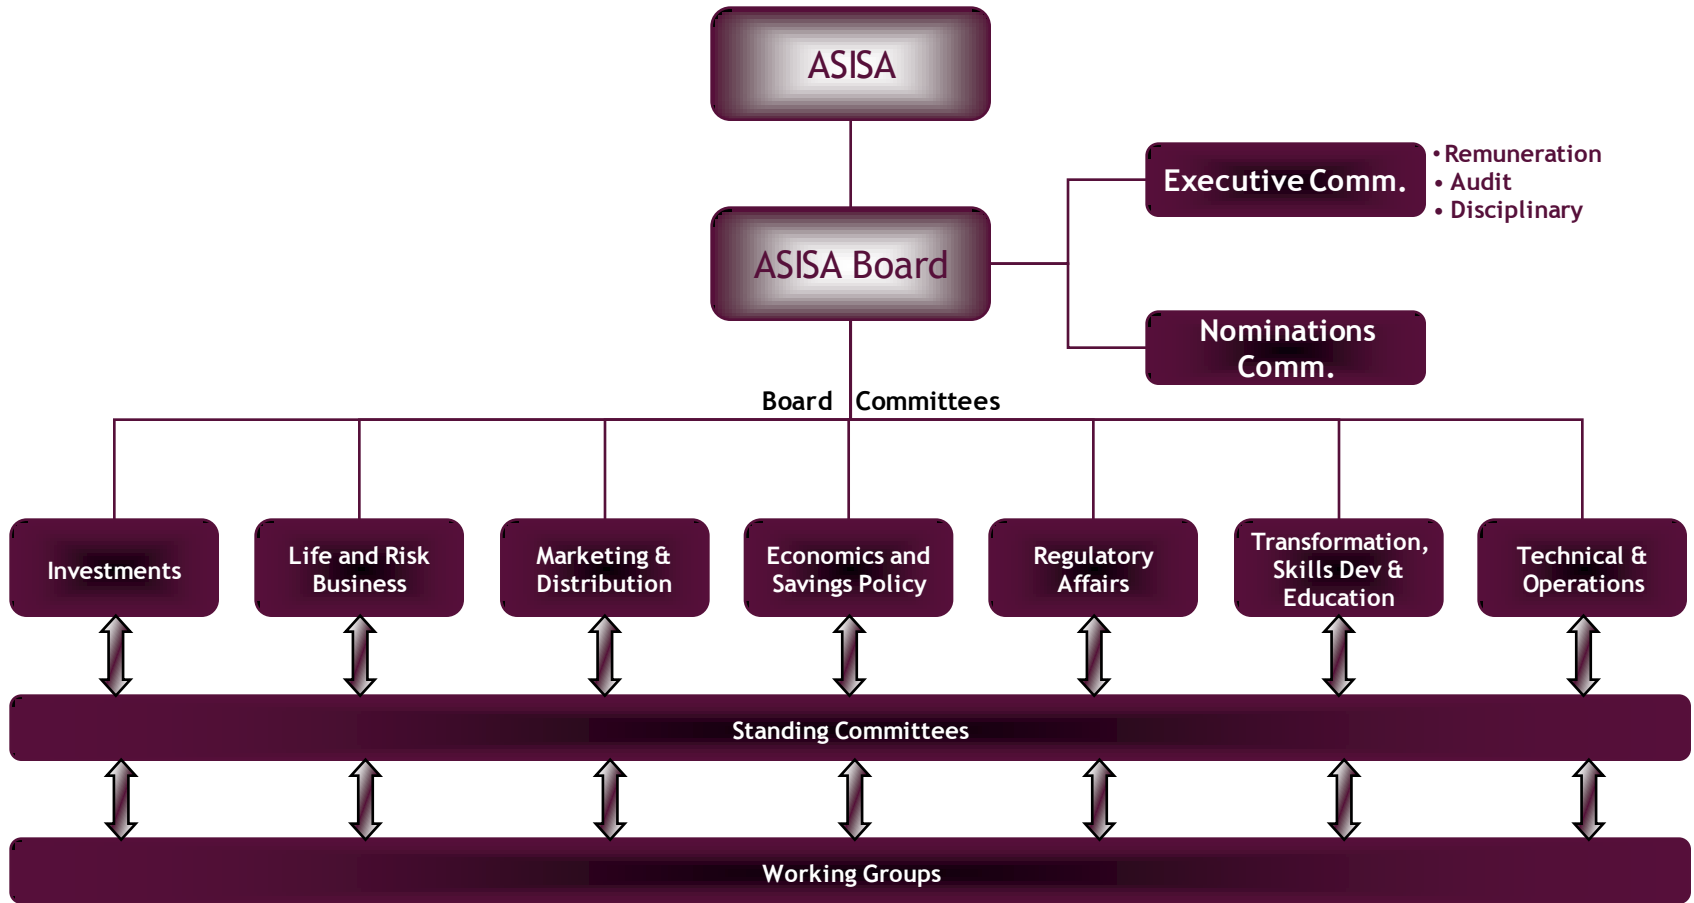 ASISA
Executive Comm.
• Remuneration
• Audit
• Disciplinary
ASISA Board
Nominations
Comm.
Board Committees
Investments
Life and Risk
Business
Marketing &
Distribution
Economics and
Savings Policy
Regulatory
Affairs
Transformation,
Skills Dev &
Education
Technical &
Operations
Standing Committees
Working Groups